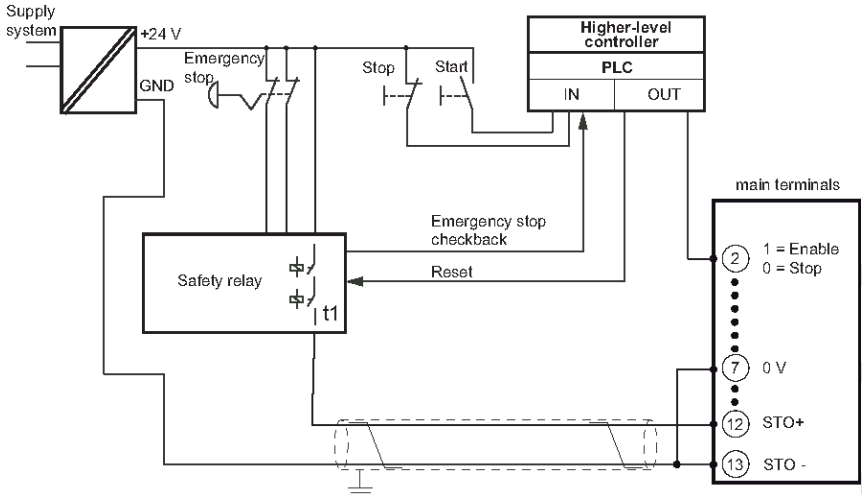 Supply
system
+24 V
GND
Emergency
stop
Stop
Start
Higher-level
controller
PLC
IN
OUT
main terminals
Emergency stop
checkback
Reset
Safety relay
t1
2
1 = Enable
0 = Stop
7
0 V
12
STO+
13
STO -